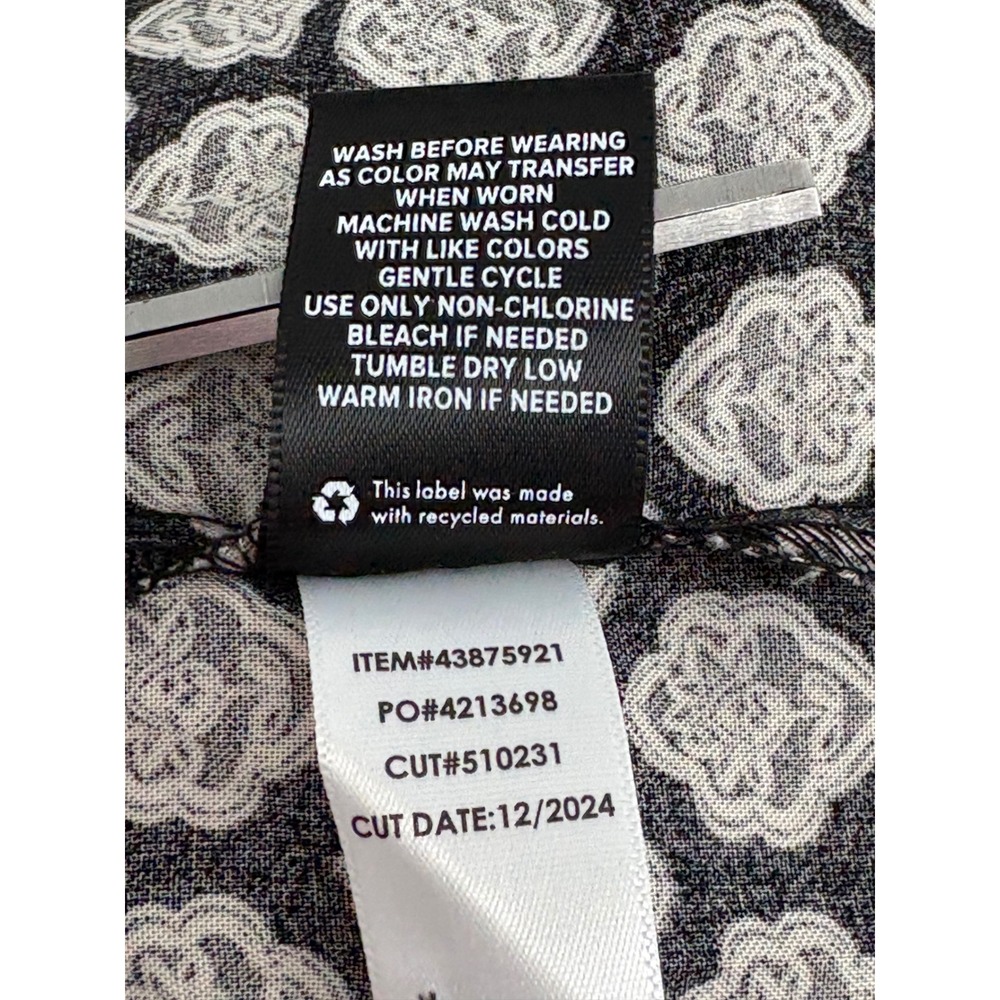 WASH BEFORE WEARING
AS COLOR MAY TRANSFER
WHEN WORN
MACHINE WASH COLD
WITH LIKE COLORS
GENTLE CYCLE
USE ONLY NON-CHLORINE
BLEACH IF NEEDED
TUMBLE DRY LOW
WARM IRON IF NEEDED
This label was made
with recycled materials.
ITEM#43875921
PO#4213698
CUT#510231
CUT DATE:12/2024